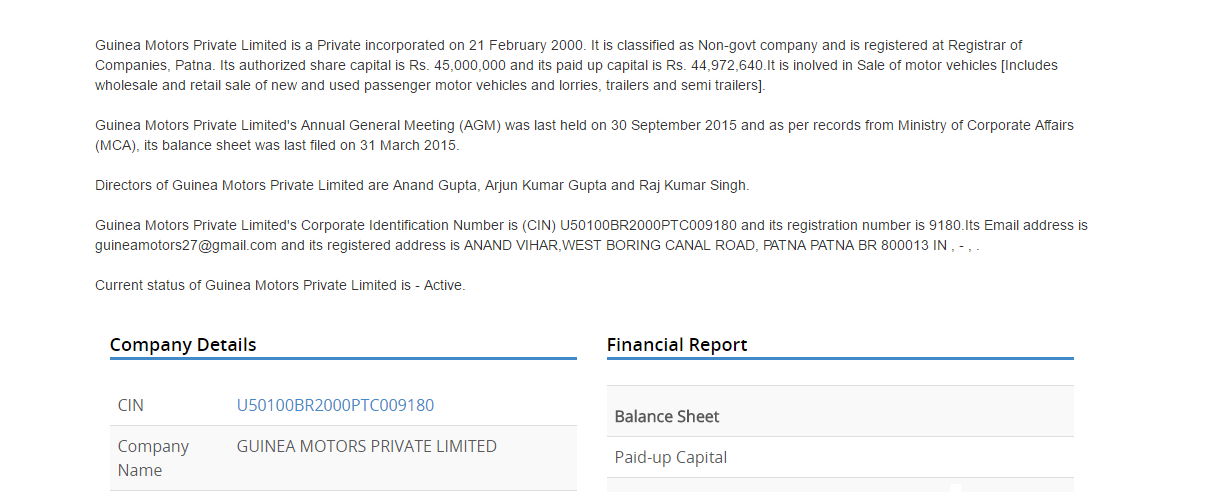 Guinea Motors Private Limited is a Private incorporated on 21 February 2000. It is classified as Non-govt company and is registered at Registrar of
Companies, Patna. Its authorized share capital is Rs. 45,000,000 and its paid up capital is Rs. 44,972,640.It is inolved in Sale of motor vehicles [Includes
wholesale and retail sale of new and used passenger motor vehicles and lorries, trailers and semi trailers].
Guinea Motors Private Limited's Annual General Meeting (AGM) was last held on 30 September 2015 and as per records from Ministry of Corporate Affairs
(MCA), its balance sheet was last filed on 31 March 2015.
Directors of Guinea Motors Private Limited are Anand Gupta, Arjun Kumar Gupta and Raj Kumar Singh.
Guinea Motors Private Limited's Corporate Identification Number is (CIN) U50100BR2000PTC009180 and its registration number is 9180.Its Email address is
guineamotors27@gmail.com and its registered address is ANAND VIHAR,WEST BORING CANAL ROAD, PATNA PATNA BR 800013 IN , - , .
Current status of Guinea Motors Private Limited is - Active.
Company Details
CIN U50100BR2000PTC009180
Company GUINEA MOTORS PRIVATE LIMITED
Name
Financial Report
Balance Sheet
Paid-up Capital